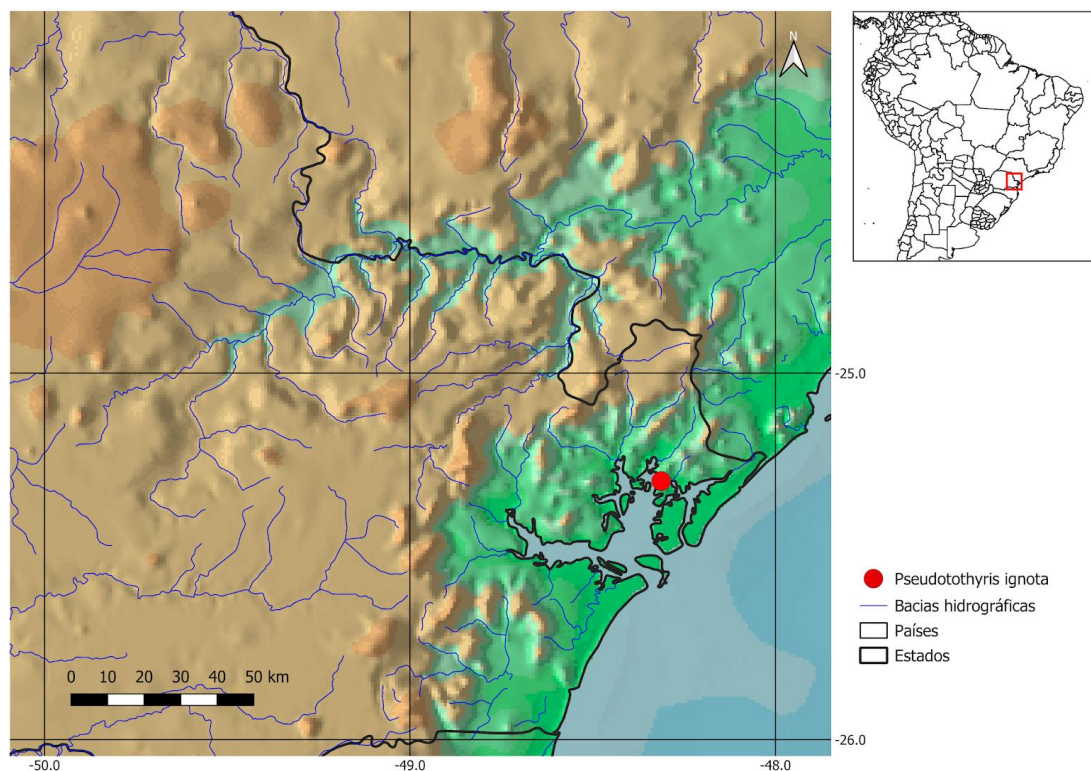 N
-25.0
Pseudotothyris ignota
Bacias hidrográficas
Países
Estados
0 10 20 30 40 50 km
-26.0
-50.0 -49.0 -48.0